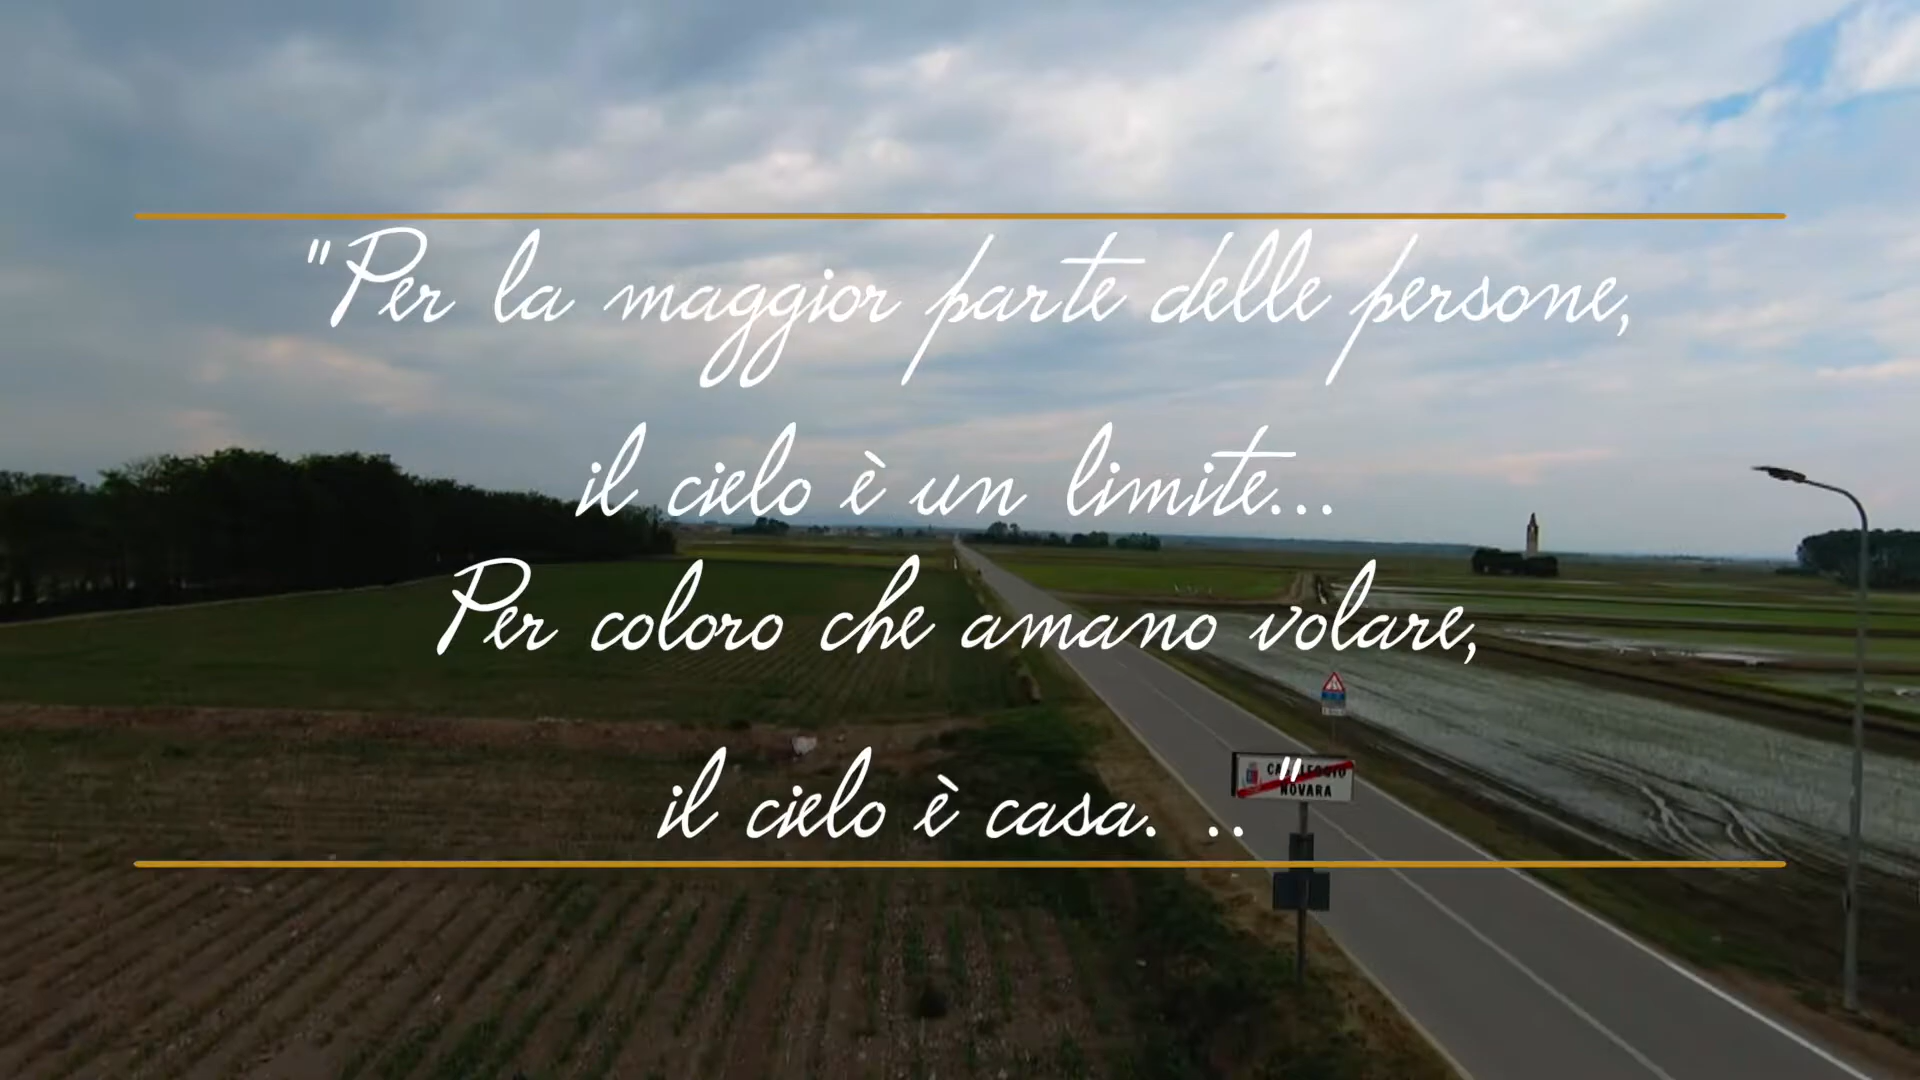 "Per la maggior parte delle persone,
il cielo è un limite...
Per coloro che amano volare,
il cielo è casa. .."
NOVARA